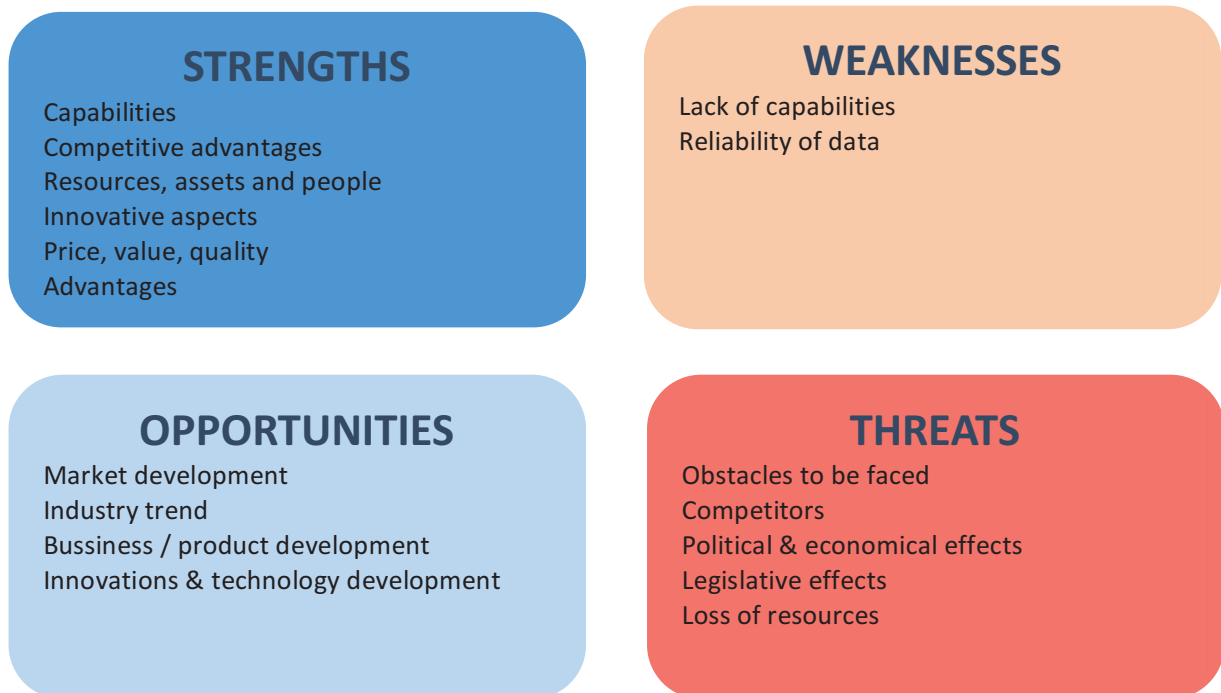 STRENGTHS
Capabilities
Competitive advantages
Resources, assets and people
Innovative aspects
Price, value, quality
Advantages
WEAKNESSES
Lack of capabilities
Reliability of data
OPPORTUNITIES
Market development
Industry trend
Bussiness / product development
Innovations & technology development
THREATS
Obstacles to be faced
Competitors
Political & economical effects
Legislative effects
Loss of resources